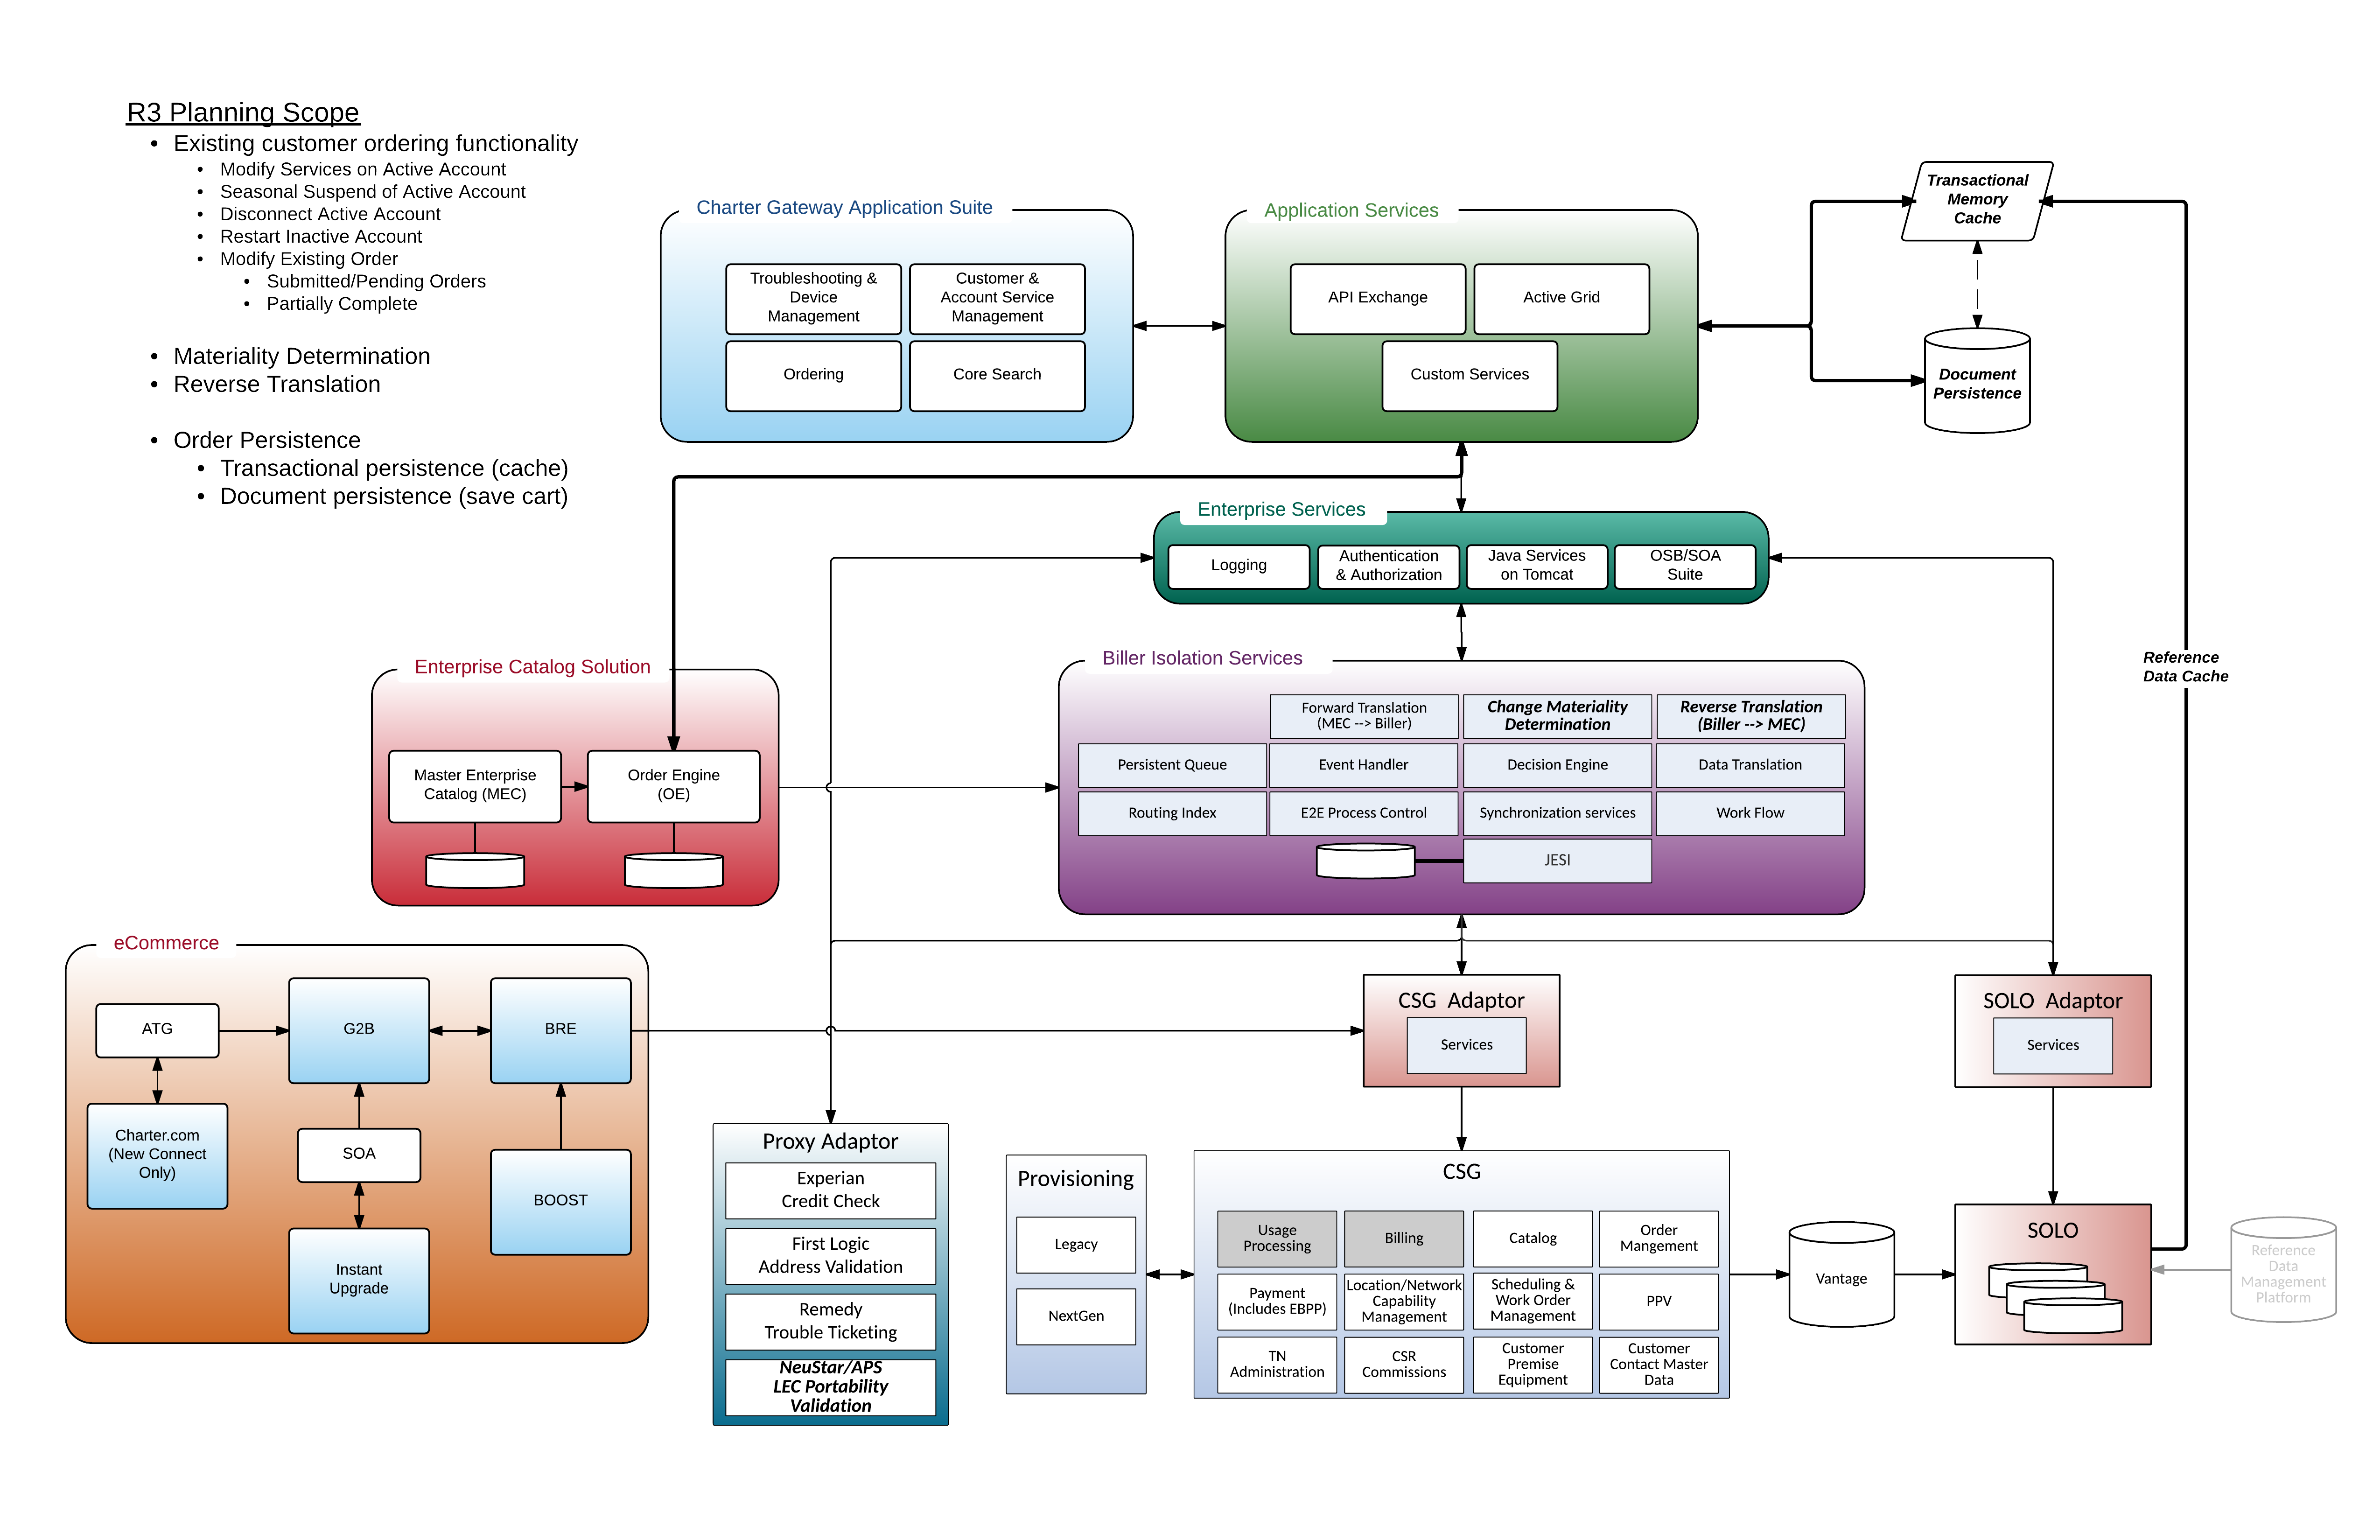 R3 Planning Scope
• Existing customer ordering functionality
• Modify Services on Active Account
• Seasonal Suspend of Active Account
• Disconnect Active Account
• Restart Inactive Account
• Modify Existing Order
• Submitted/Pending Orders
• Partially Complete
• Materiality Determination
• Reverse Translation
• Order Persistence
• Transactional persistence (cache)
• Document persistence (save cart)
Charter Gateway Application Suite
Troubleshooting &
Device
Management
Customer &
Account Service
Management
Ordering
Core Search
Application Services
API Exchange
Active Grid
Custom Services
Transactional
Memory
Cache
Document
Persistence
Enterprise Services
Logging
Authentication
& Authorization
Java Services
on Tomcat
OSB/SOA
Suite
Reference
Data Cache
Enterprise Catalog Solution
Master Enterprise
Catalog (MEC)
Order Engine
(OE)
Biller Isolation Services
Forward Translation
(MEC --> Biller)
Change Materiality
Determination
Reverse Translation
(Biller --> MEC)
Persistent Queue
Event Handler
Decision Engine
Data Translation
Routing Index
E2E Process Control
Synchronization services
Work Flow
JESI
eCommerce
ATG
G2B
BRE
Charter.com
(New Connect
Only)
SOA
BOOST
Instant
Upgrade
CSG Adaptor
Services
SOLO Adaptor
Services
Proxy Adaptor
Experian
Credit Check
First Logic
Address Validation
Remedy
Trouble Ticketing
NeuStar/APS
LEC Portability
Validation
Provisioning
Legacy
NextGen
CSG
Usage
Processing
Billing
Catalog
Order
Mangement
Payment
(Includes EBPP)
Location/Network
Capability
Management
Scheduling &
Work Order
Management
PPV
TN
Administration
CSR
Commissions
Customer
Premise
Equipment
Customer
Contact Master
Data
Vantage
SOLO
Reference
Data
Management
Platform